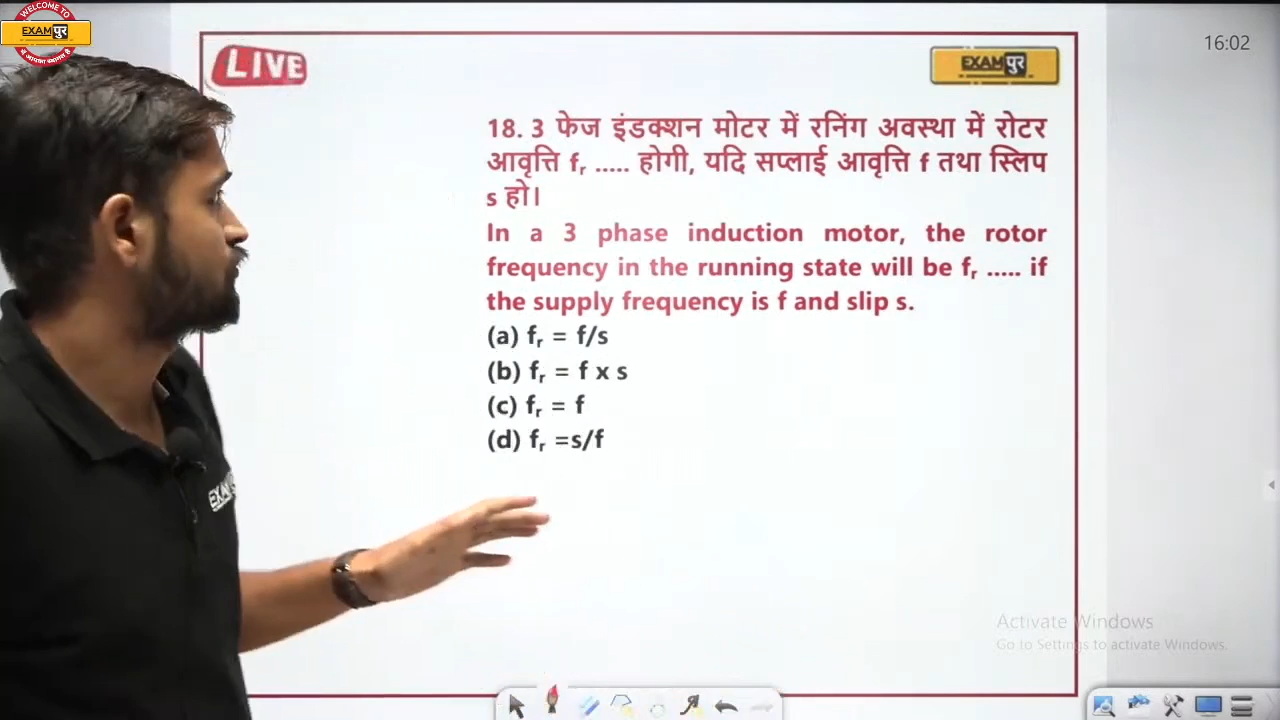 WELCOME TO
EXAMपुर
LIVE
EXAMपुर
16:02
18. 3 फेज इंडक्शन मोटर में रनिंग अवस्था में रोटर
आवृत्ति fᵣ ..... होगी, यदि सप्लाई आवृत्ति f तथा स्लिप
s हो।
In a 3 phase induction motor, the rotor
frequency in the running state will be fᵣ ..... if
the supply frequency is f and slip s.
(a) fᵣ = f/s
(b) fᵣ = f x s
(c) fᵣ = f
(d) fᵣ =s/f
Activate Windows
Go to Settings to activate Windows.